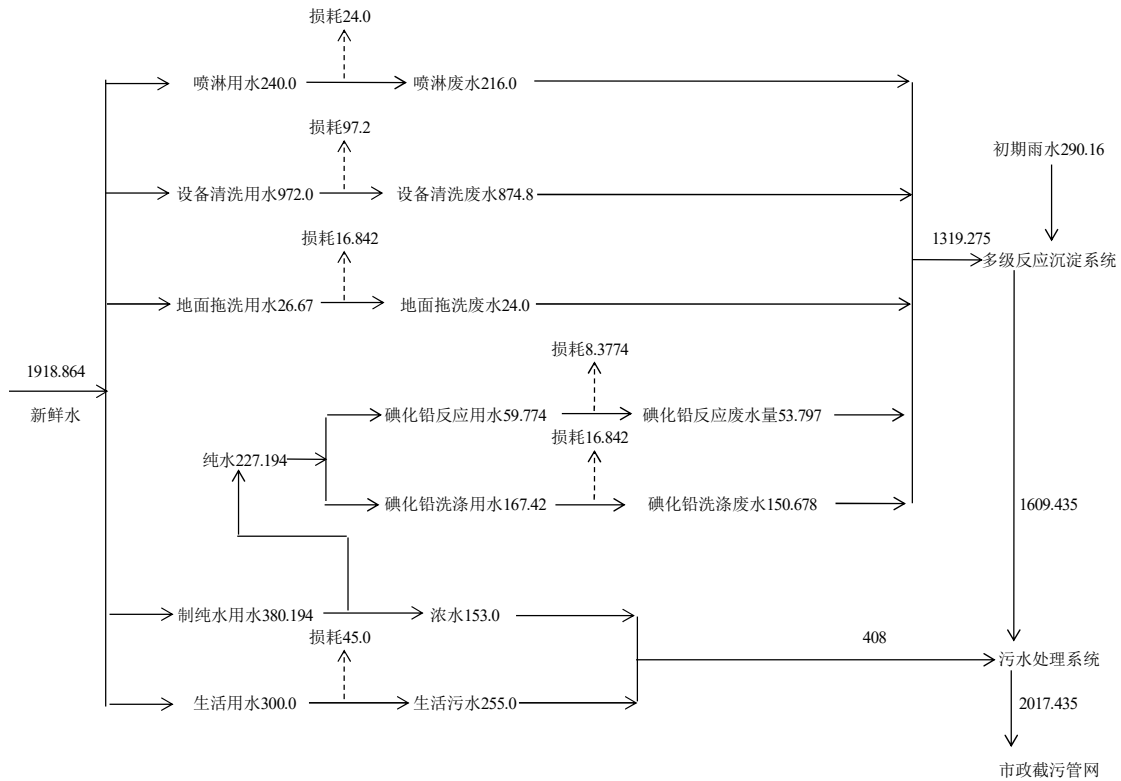 损耗24.0
喷淋用水240.0
喷淋废水216.0
损耗97.2
初期雨水290.16
设备清洗用水972.0
设备清洗废水874.8
损耗16.842
1319.275
多级反应沉淀系统
地面拖洗用水26.67
地面拖洗废水24.0
损耗8.3774
1918.864
新鲜水
碘化铅反应用水59.774
碘化铅反应废水量53.797
损耗16.842
纯水227.194
碘化铅洗涤用水167.42
碘化铅洗涤废水150.678
1609.435
制纯水用水380.194
浓水153.0
损耗45.0
408
污水处理系统
生活用水300.0
生活污水255.0
2017.435
市政截污管网